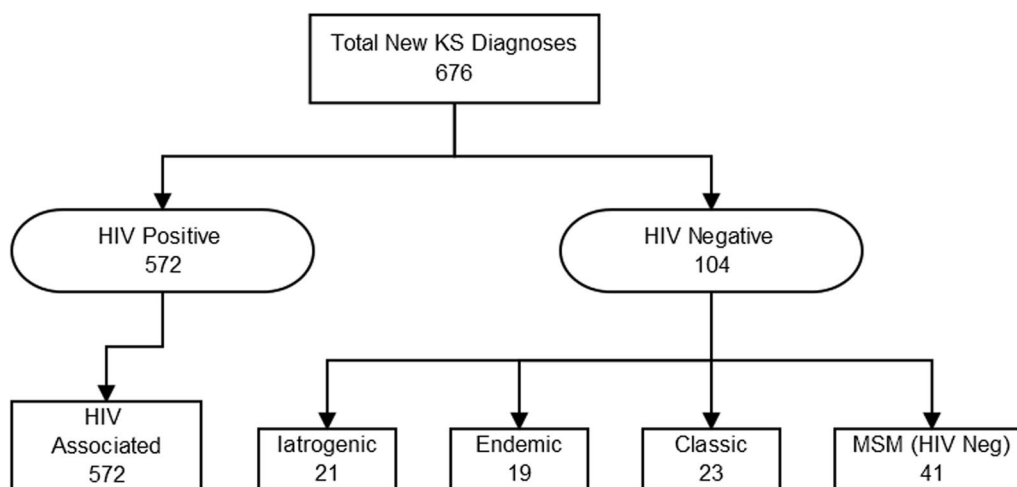 Total New KS Diagnoses
676
HIV Positive
572
HIV Negative
104
HIV
Associated
572
Iatrogenic
21
Endemic
19
Classic
23
MSM (HIV Neg)
41